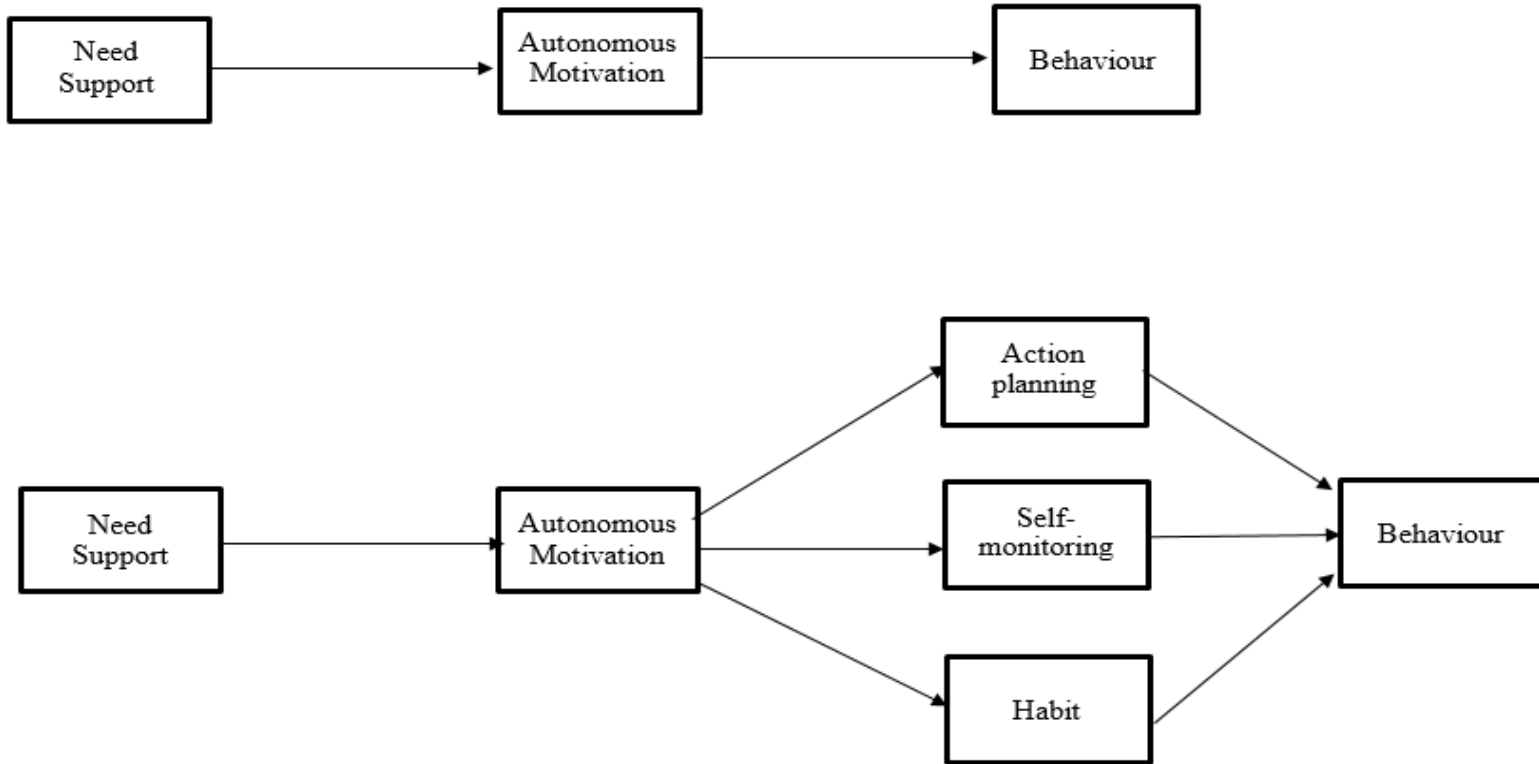 Need
Support
Autonomous
Motivation
Behaviour
Action
planning
Need
Support
Autonomous
Motivation
Self-
monitoring
Behaviour
Habit